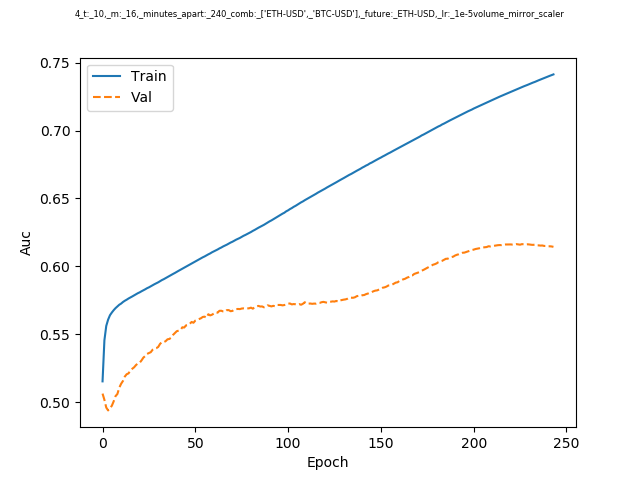 4_t:_10,_m:_16,_minutes_apart:_240_comb:_['ETH-USD',_'BTC-USD'],_future:_ETH-USD,_lr:_1e-5volume_mirror_scaler
0.75
Train
Val
0.70
0.65
Auc
0.60
0.55
0.50
0
50
100
150
200
250
Epoch